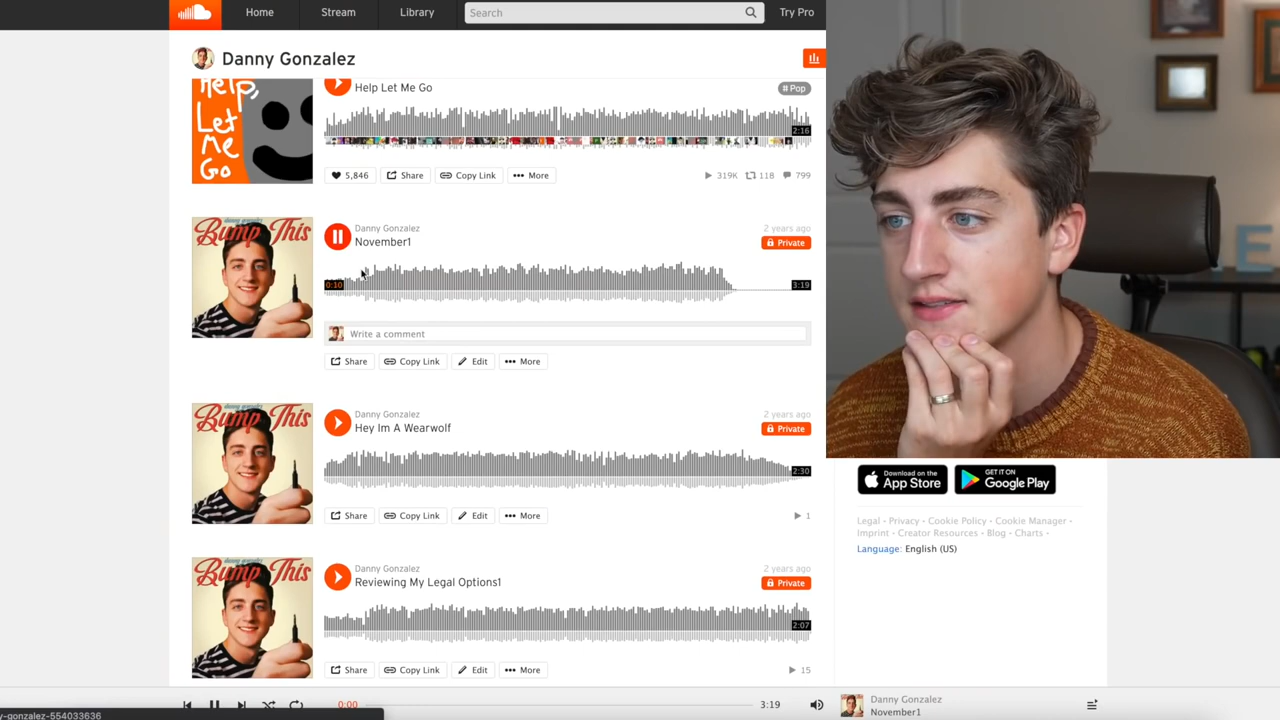 Home
Stream
Library
Search
Try Pro
Danny Gonzalez
Help,
Let
Me
Go
Help Let Me Go
# Pop
2:16
5,846
Share
Copy Link
More
319K
118
799
Bump This
Danny Gonzalez
2 years ago
November1
Private
0:10
3:19
Write a comment
Share
Copy Link
Edit
More
Bump This
Danny Gonzalez
2 years ago
Hey Im A Wearwolf
Private
2:30
Share
Copy Link
Edit
More
1
Bump This
Danny Gonzalez
2 years ago
Reviewing My Legal Options1
Private
2:07
Share
Copy Link
Edit
More
15
Download on the
App Store
GET IT ON
Google Play
Legal - Privacy - Cookie Policy - Cookie Manager -
Imprint - Creator Resources - Blog - Charts -
Language: English (US)
0:00
3:19
Danny Gonzalez
November1
y-gonzalez-554033636